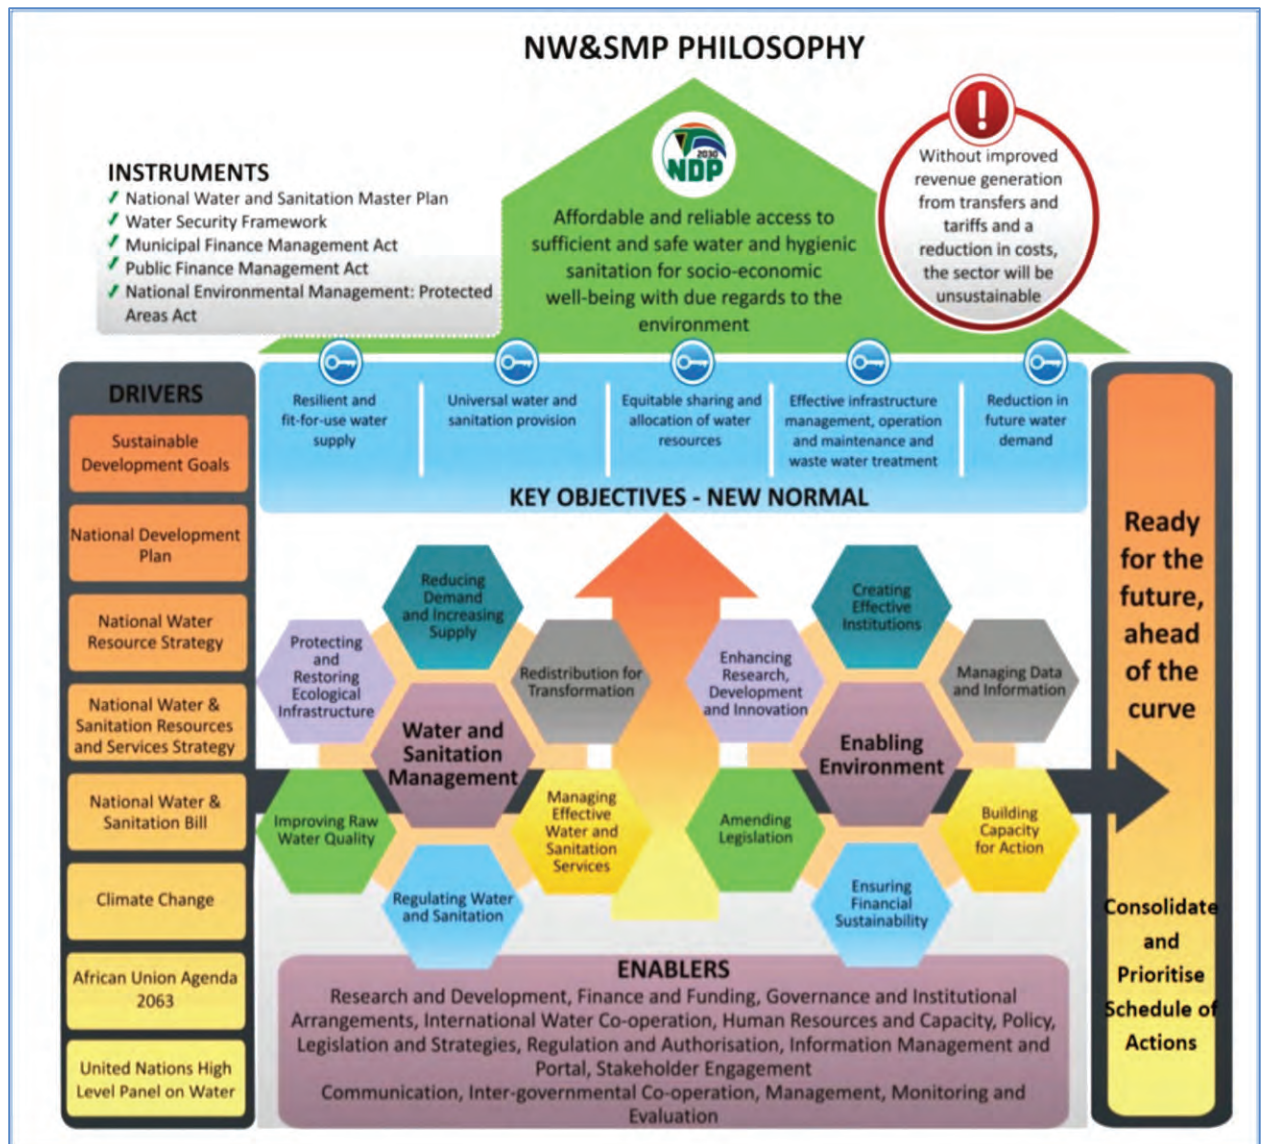 NW&SMP PHILOSOPHY
2030
NDP
Affordable and reliable access to
sufficient and safe water and hygienic
sanitation for socio-economic
well-being with due regards to the
environment
!
Without improved
revenue generation
from transfers and
tariffs and a
reduction in costs,
the sector will be
unsustainable
INSTRUMENTS
National Water and Sanitation Master Plan
Water Security Framework
Municipal Finance Management Act
Public Finance Management Act
National Environmental Management: Protected
Areas Act
DRIVERS
Sustainable
Development Goals
National Development
Plan
National Water
Resource Strategy
National Water &
Sanitation Resources
and Services Strategy
National Water &
Sanitation Bill
Climate Change
African Union Agenda
2063
United Nations High
Level Panel on Water
Resilient and
fit-for-use water
supply
Universal water and
sanitation provision
Equitable sharing and
allocation of water
resources
Effective infrastructure
management, operation
and maintenance and
waste water treatment
Reduction in
future water
demand
KEY OBJECTIVES - NEW NORMAL
Reducing
Demand
and Increasing
Supply
Protecting
and
Restoring
Ecological
Infrastructure
Redistribution for
Transformation
Water and
Sanitation
Management
Improving Raw
Water Quality
Managing
Effective
Water and
Sanitation
Services
Regulating Water
and Sanitation
Creating
Effective
Institutions
Enhancing
Research,
Development
and Innovation
Managing Data
and Information
Enabling
Environment
Amending
Legislation
Building
Capacity
for Action
Ensuring
Financial
Sustainability
ENABLERS
Research and Development, Finance and Funding, Governance and Institutional
Arrangements, International Water Co-operation, Human Resources and Capacity, Policy,
Legislation and Strategies, Regulation and Authorisation, Information Management and
Portal, Stakeholder Engagement
Communication, Inter-governmental Co-operation, Management, Monitoring and
Evaluation
Ready
for the
future,
ahead
of the
curve
Consolidate
and
Prioritise
Schedule of
Actions